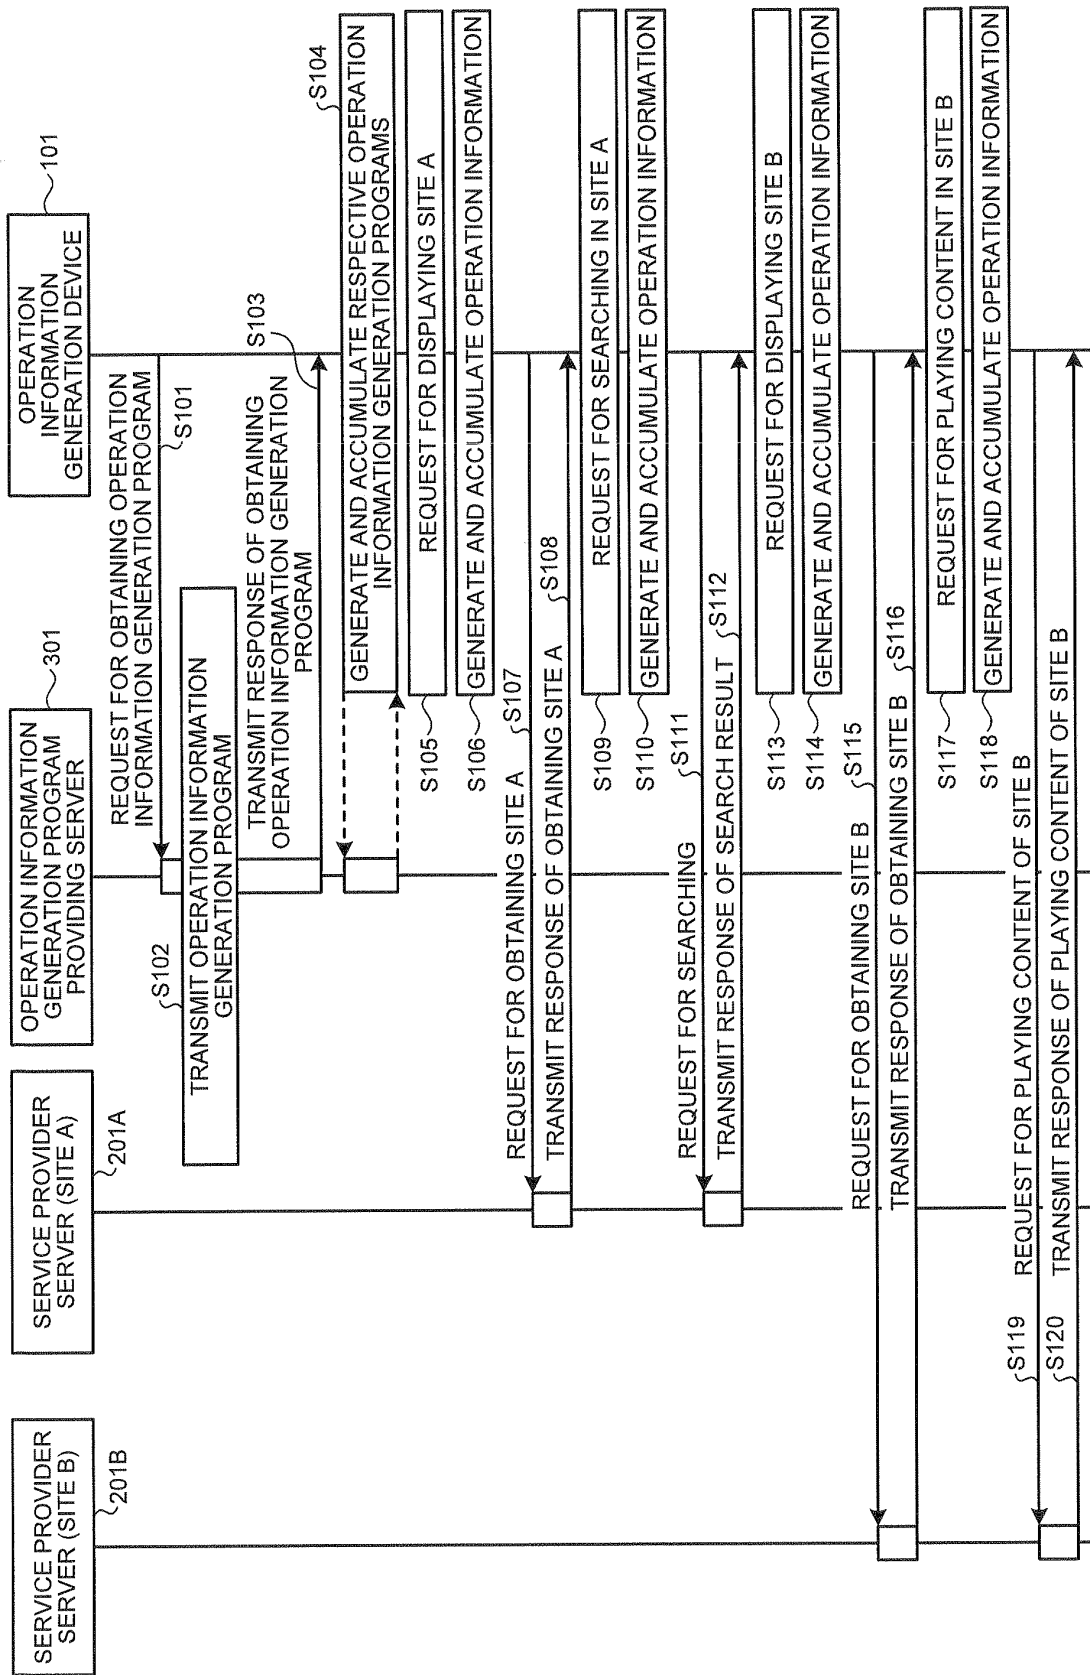 SERVICE PROVIDER
SERVER (SITE B)
201B
SERVICE PROVIDER
SERVER (SITE A)
201A
OPERATION INFORMATION
GENERATION PROGRAM
PROVIDING SERVER
301
OPERATION
INFORMATION
GENERATION DEVICE
101
REQUEST FOR OBTAINING OPERATION
INFORMATION GENERATION PROGRAM
S101
S102
TRANSMIT OPERATION INFORMATION
GENERATION PROGRAM
TRANSMIT RESPONSE OF OBTAINING
OPERATION INFORMATION GENERATION
PROGRAM
S103
S104
GENERATE AND ACCUMULATE RESPECTIVE OPERATION
INFORMATION GENERATION PROGRAMS
S105
REQUEST FOR DISPLAYING SITE A
S106
GENERATE AND ACCUMULATE OPERATION INFORMATION
REQUEST FOR OBTAINING SITE A
S107
TRANSMIT RESPONSE OF OBTAINING SITE A
S108
S109
REQUEST FOR SEARCHING IN SITE A
S110
GENERATE AND ACCUMULATE OPERATION INFORMATION
REQUEST FOR SEARCHING
S111
TRANSMIT RESPONSE OF SEARCH RESULT
S112
S113
REQUEST FOR DISPLAYING SITE B
S114
GENERATE AND ACCUMULATE OPERATION INFORMATION
REQUEST FOR OBTAINING SITE B
S115
TRANSMIT RESPONSE OF OBTAINING SITE B
S116
S117
REQUEST FOR PLAYING CONTENT IN SITE B
S118
GENERATE AND ACCUMULATE OPERATION INFORMATION
S119
REQUEST FOR PLAYING CONTENT OF SITE B
S120
TRANSMIT RESPONSE OF PLAYING CONTENT OF SITE B